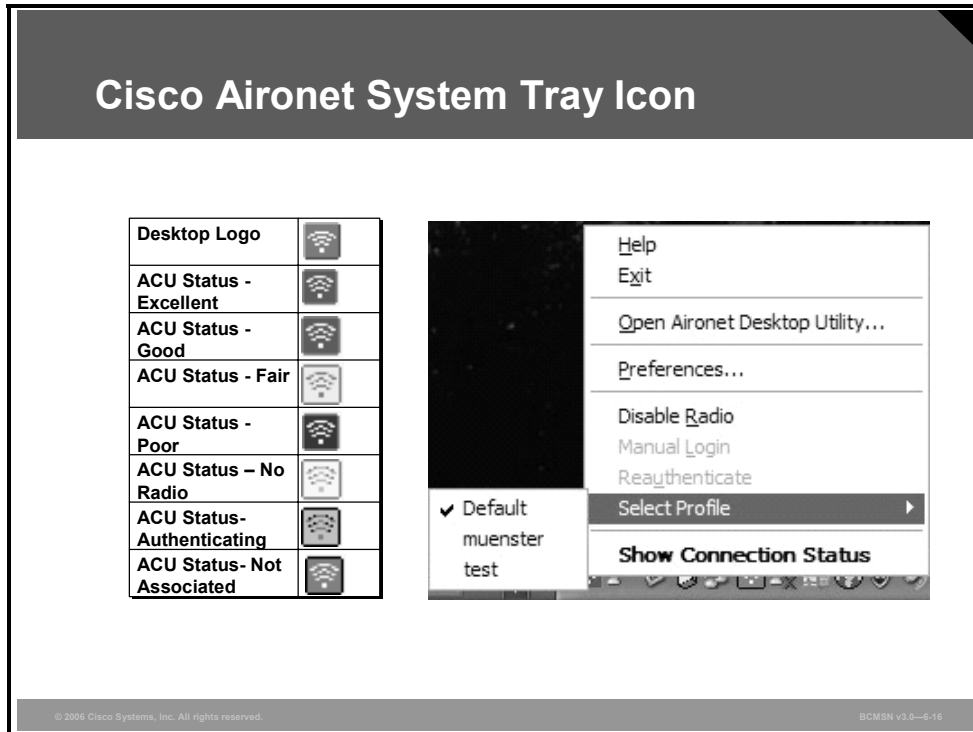 Cisco Aironet System Tray Icon
Desktop Logo
ACU Status -
Excellent
ACU Status -
Good
ACU Status - Fair
ACU Status -
Poor
ACU Status – No
Radio
ACU Status-
Authenticating
ACU Status- Not
Associated
Help
Exit
Open Aironet Desktop Utility...
Preferences...
Disable Radio
Manual Login
Reauthenticate
Select Profile
Show Connection Status
Default
muenster
test
© 2006 Cisco Systems, Inc. All rights reserved.
BCMSN v3.0—6-16